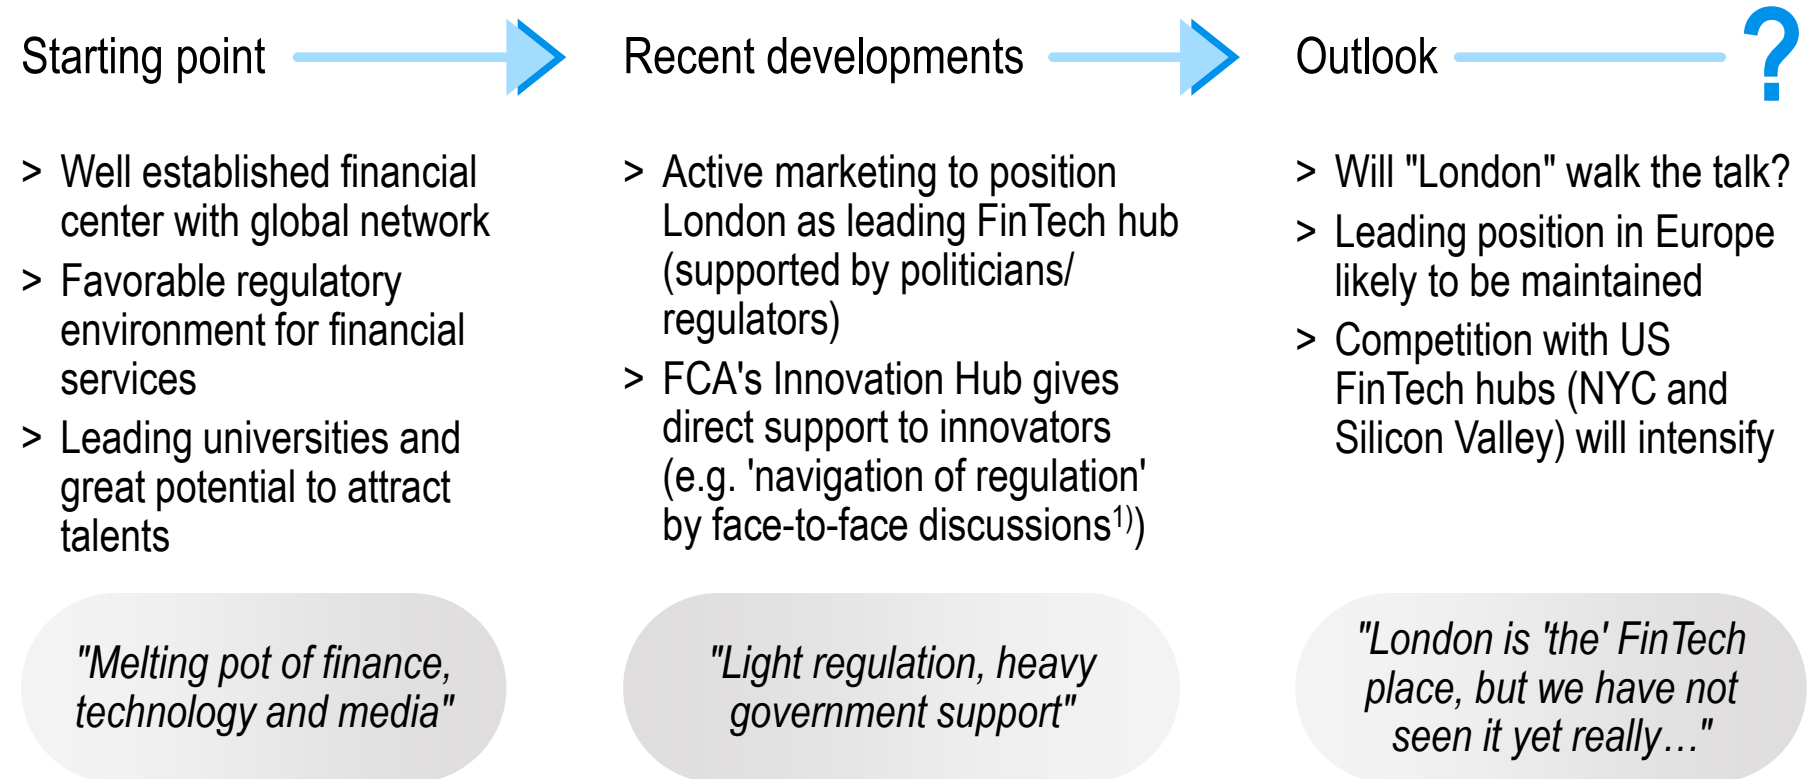 Starting point
> Well established financial
center with global network
> Favorable regulatory
environment for financial
services
> Leading universities and
great potential to attract
talents
"Melting pot of finance,
technology and media"
Recent developments
> Active marketing to position
London as leading FinTech hub
(supported by politicians/
regulators)
> FCA's Innovation Hub gives
direct support to innovators
(e.g. 'navigation of regulation'
by face-to-face discussions1))
"Light regulation, heavy
government support"
Outlook ?
> Will "London" walk the talk?
> Leading position in Europe
likely to be maintained
> Competition with US
FinTech hubs (NYC and
Silicon Valley) will intensify
"London is 'the' FinTech
place, but we have not
seen it yet really…"